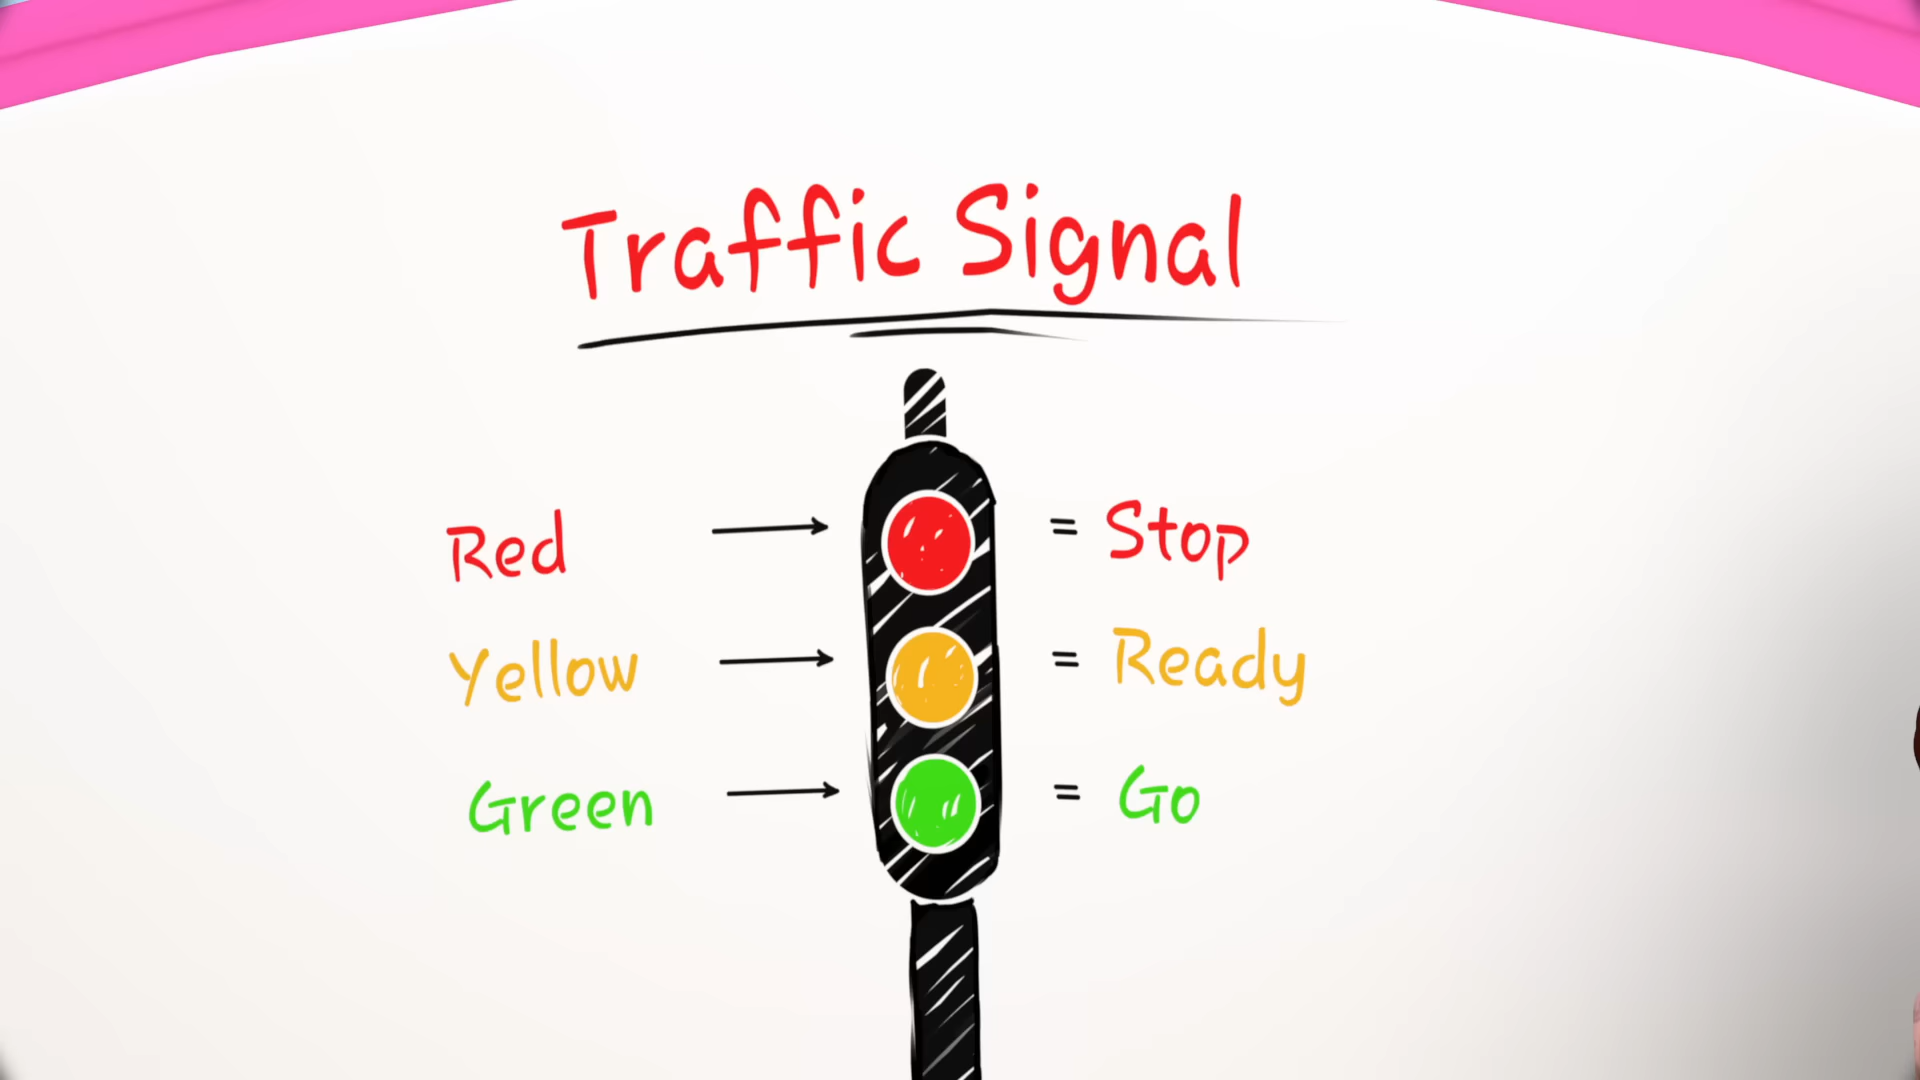 Traffic Signal
Red = Stop
Yellow = Ready
Green = Go